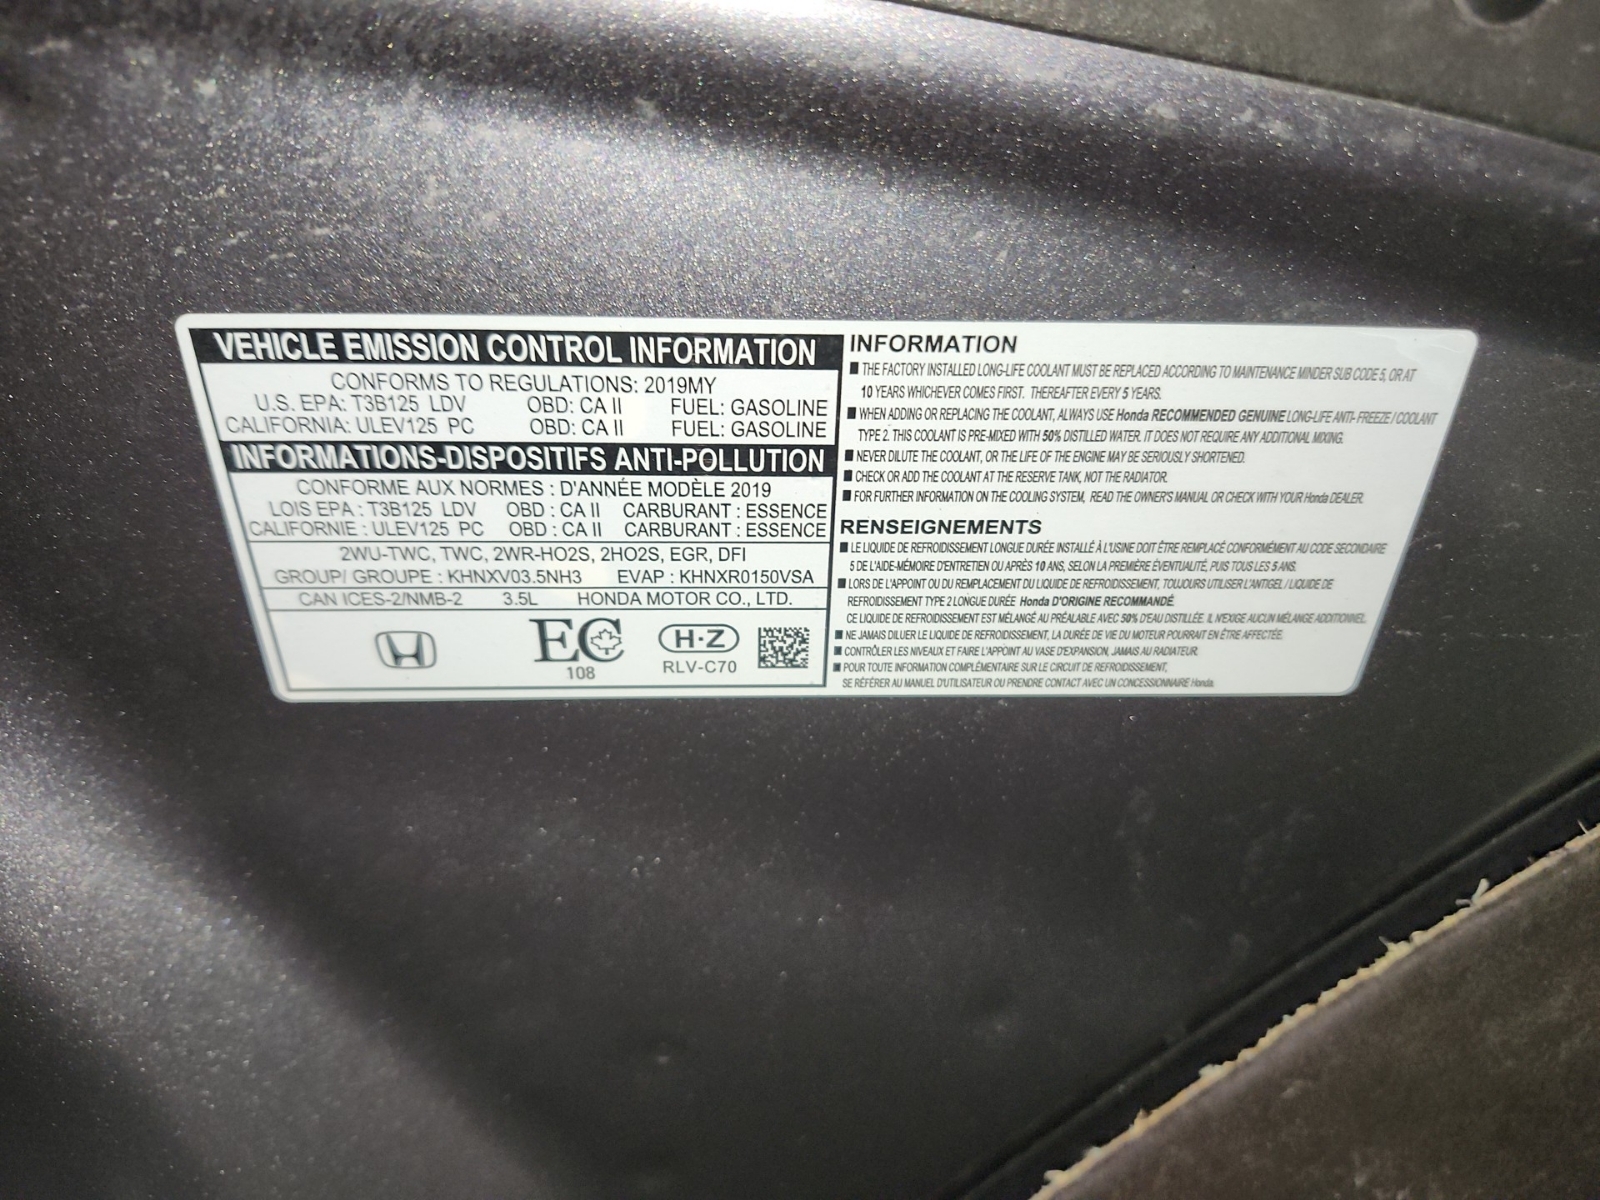 VEHICLE EMISSION CONTROL INFORMATION
CONFORMS TO REGULATIONS: 2019MY
U.S. EPA: T3B125 LDV OBD: CA II FUEL: GASOLINE
CALIFORNIA: ULEV125 PC OBD: CA II FUEL: GASOLINE
INFORMATIONS-DISPOSITIFS ANTI-POLLUTION
CONFORME AUX NORMES : D'ANNÉE MODÈLE 2019
LOIS EPA : T3B125 LDV OBD : CA II CARBURANT : ESSENCE
CALIFORNIE : ULEV125 PC OBD : CA II CARBURANT : ESSENCE
2WU-TWC, TWC, 2WR-HO2S, 2HO2S, EGR, DFI
GROUP/ GROUPE : KHNXV03.5NH3 EVAP : KHNXR0150VSA
CAN ICES-2/NMB-2 3.5L HONDA MOTOR CO., LTD.
EC H·Z
108 RLV-C70
INFORMATION
■ THE FACTORY INSTALLED LONG-LIFE COOLANT MUST BE REPLACED ACCORDING TO MAINTENANCE MINDER SUB CODE 5, OR AT
10 YEARS WHICHEVER COMES FIRST. THEREAFTER EVERY 5 YEARS.
■ WHEN ADDING OR REPLACING THE COOLANT, ALWAYS USE Honda RECOMMENDED GENUINE LONG-LIFE ANTI-FREEZE / COOLANT
TYPE 2. THIS COOLANT IS PRE-MIXED WITH 50% DISTILLED WATER. IT DOES NOT REQUIRE ANY ADDITIONAL MIXING.
■ NEVER DILUTE THE COOLANT, OR THE LIFE OF THE ENGINE MAY BE SERIOUSLY SHORTENED.
■ CHECK OR ADD THE COOLANT AT THE RESERVE TANK, NOT THE RADIATOR.
■ FOR FURTHER INFORMATION ON THE COOLING SYSTEM, READ THE OWNER'S MANUAL OR CHECK WITH YOUR Honda DEALER.
RENSEIGNEMENTS
■ LE LIQUIDE DE REFROIDISSEMENT LONGUE DURÉE INSTALLÉ À L'USINE DOIT ÊTRE REMPLACÉ CONFORMÉMENT AU CODE SECONDAIRE
5 DE L'AIDE-MÉMOIRE D'ENTRETIEN OU APRÈS 10 ANS, SELON LA PREMIÈRE ÉVENTUALITÉ, PUIS TOUS LES 5 ANS.
■ LORS DE L'APPOINT OU DU REMPLACEMENT DU LIQUIDE DE REFROIDISSEMENT, TOUJOURS UTILISER L'ANTIGEL / LIQUIDE DE
REFROIDISSEMENT TYPE 2 LONGUE DURÉE Honda D'ORIGINE RECOMMANDÉ.
CE LIQUIDE DE REFROIDISSEMENT EST MÉLANGÉ AU PRÉALABLE AVEC 50% D'EAU DISTILLÉE. IL N'EXIGE AUCUN MÉLANGE ADDITIONNEL.
■ NE JAMAIS DILUER LE LIQUIDE DE REFROIDISSEMENT, LA DURÉE DE VIE DU MOTEUR POURRAIT EN ÊTRE AFFECTÉE.
■ CONTRÔLER LES NIVEAUX ET FAIRE L'APPOINT AU VASE D'EXPANSION, JAMAIS AU RADIATEUR.
■ POUR TOUTE INFORMATION COMPLÉMENTAIRE SUR LE CIRCUIT DE REFROIDISSEMENT,
SE RÉFÉRER AU MANUEL D'UTILISATEUR OU PRENDRE CONTACT AVEC UN CONCESSIONNAIRE Honda.